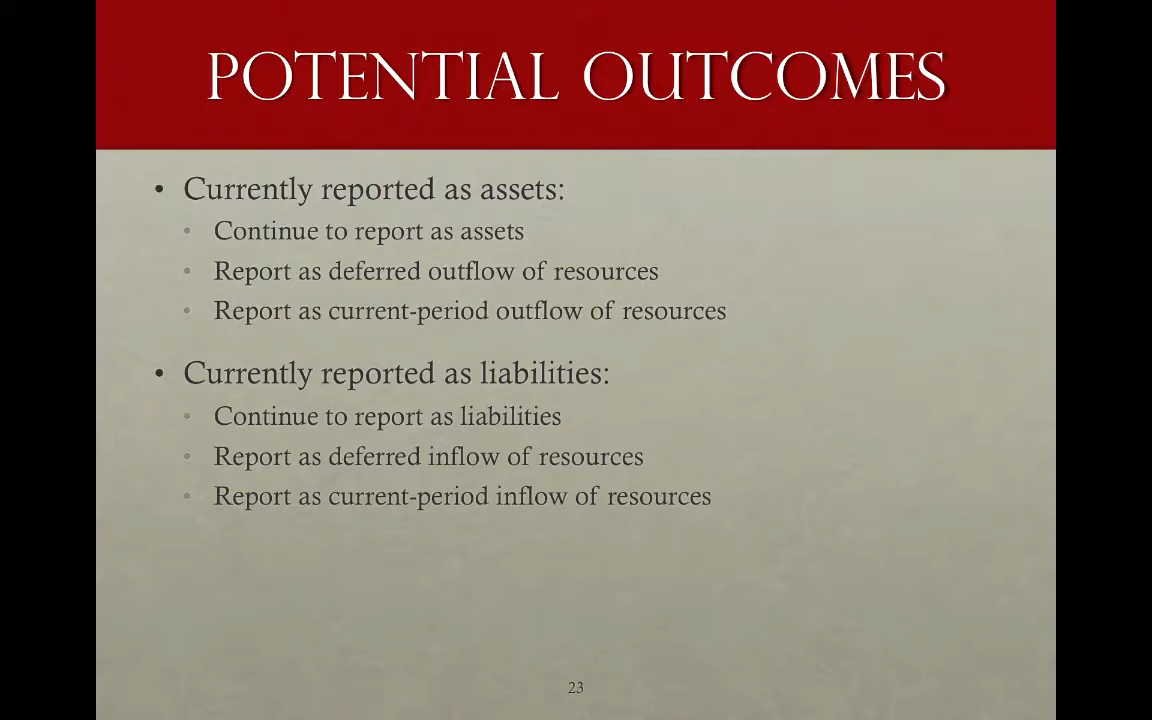 POTENTIAL OUTCOMES
• Currently reported as assets:
• Continue to report as assets
• Report as deferred outflow of resources
• Report as current-period outflow of resources
• Currently reported as liabilities:
• Continue to report as liabilities
• Report as deferred inflow of resources
• Report as current-period inflow of resources
23